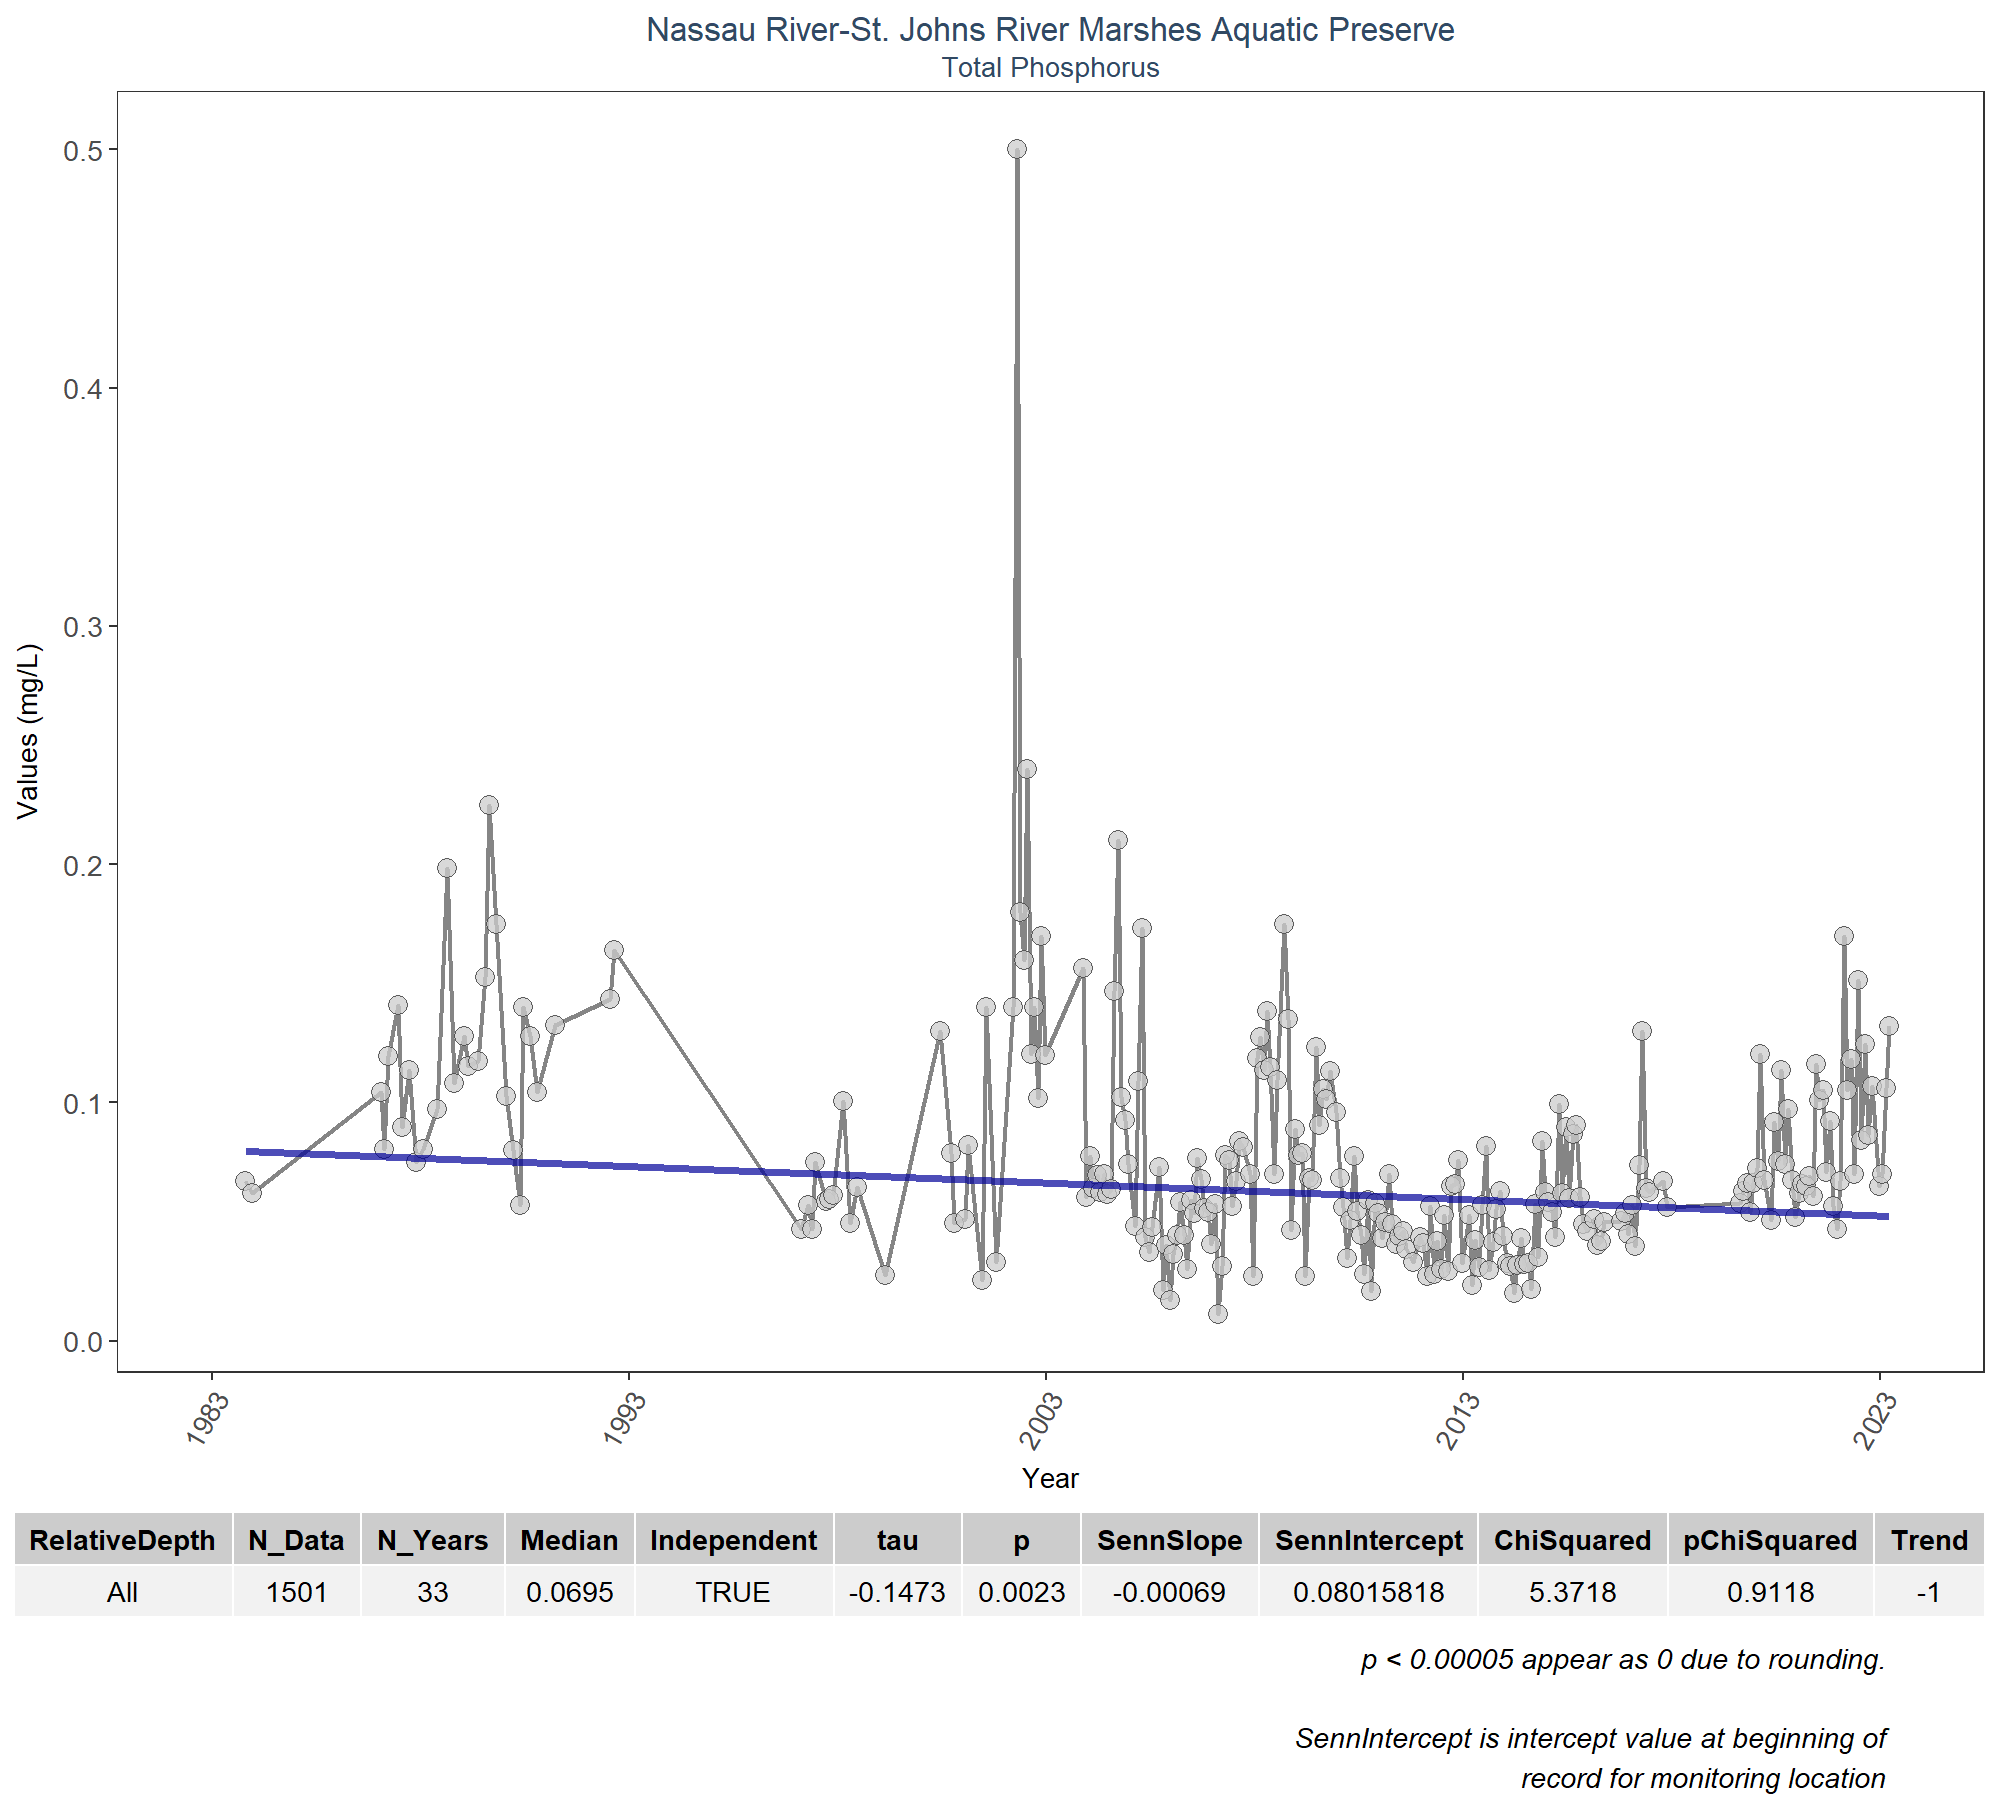 Nassau River-St. Johns River Marshes Aquatic Preserve
Total Phosphorus
0.5
0.4
0.3
0.2
0.1
0.0
Values (mg/L)
1983
1993
2003
2013
2023
Year
RelativeDepth N_Data N_Years Median Independent tau p SennSlope SennIntercept ChiSquared pChiSquared Trend
All 1501 33 0.0695 TRUE -0.1473 0.0023 -0.00069 0.08015818 5.3718 0.9118 -1
p < 0.00005 appear as 0 due to rounding.
SennIntercept is intercept value at beginning of
record for monitoring location